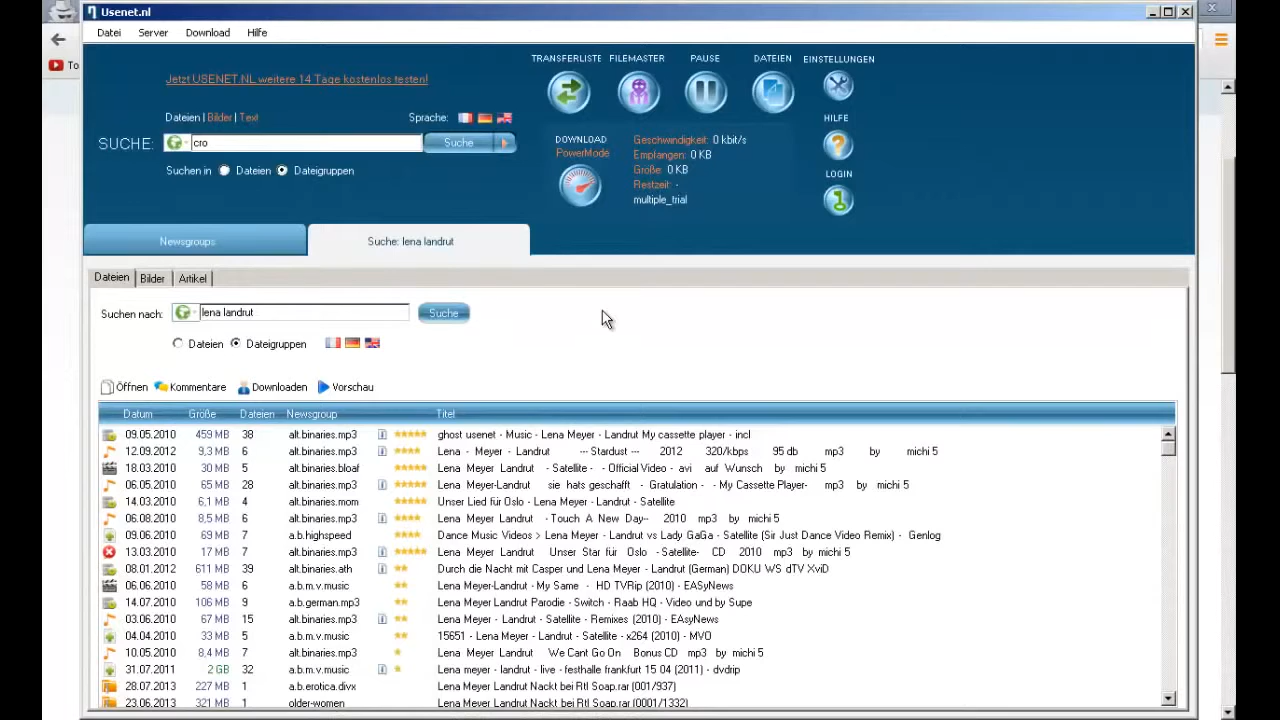 Usenet.nl
Datei Server Download Hilfe
To
Jetzt USENET.NL weitere 14 Tage kostenlos testen!
TRANSFERLISTE FILEMASTER PAUSE DATEIEN EINSTELLUNGEN
Dateien | Bilder | Text Sprache:
SUCHE: cro Suche
Suchen in Dateien Dateigruppen
DOWNLOAD
PowerMode
Geschwindigkeit: 0 kbit/s
Empfangen: 0 KB
Größe: 0 KB
Restzeit: -
multiple_trial
HILFE
LOGIN
Newsgroups Suche: lena landrut
Dateien Bilder Artikel
Suchen nach: lena landrut Suche
Dateien Dateigruppen
Öffnen Kommentare Downloaden Vorschau
Datum Größe Dateien Newsgroup Titel
09.05.2010 459 MB 38 alt.binaries.mp3 ghost usenet - Music - Lena Meyer - Landrut My cassette player - incl
12.09.2012 9,3 MB 6 alt.binaries.mp3 Lena - Meyer - Landrut --- Stardust --- 2012 320/kbps 95 db mp3 by michi 5
18.03.2010 30 MB 5 alt.binaries.bloaf Lena Meyer Landrut - Satellite - - Official Video - avi auf Wunsch by michi 5
06.05.2010 65 MB 28 alt.binaries.mp3 Lena Meyer-Landrut sie hats geschafft - Gratulation - - My Cassette Player- mp3 by michi 5
14.03.2010 6,1 MB 4 alt.binaries.mom Unser Lied für Oslo - Lena Meyer - Landrut - Satellite
06.08.2010 8,5 MB 6 alt.binaries.mp3 Lena Meyer Landrut - Touch A New Day-- 2010 mp3 by michi 5
09.06.2010 69 MB 7 a.b.highspeed Dance Music Videos > Lena Meyer - Landrut vs Lady GaGa - Satellite (Sir Just Dance Video Remix) - Genlog
13.03.2010 17 MB 7 alt.binaries.mp3 Lena Meyer Landrut Unser Star für Oslo -Satellite- CD 2010 mp3 by michi 5
08.01.2012 611 MB 39 alt.binaries.ath Durch die Nacht mit Casper und Lena Meyer - Landrut (German) DOKU WS dTV XviD
06.06.2010 58 MB 6 a.b.m.v.music Lena Meyer-Landrut - My Same - HD TVRip (2010) - EASyNews
14.07.2010 106 MB 9 a.b.german.mp3 Lena Meyer Landrut Parodie - Switch - Raab HQ - Video und by Supe
03.06.2010 67 MB 15 alt.binaries.mp3 Lena Meyer-Landrut - Satellite - Remixes (2010) - EASyNews
04.04.2010 33 MB 5 a.b.m.v.music 15651 - Lena Meyer - Landrut - Satellite - x264 (2010) - MVO
10.05.2010 8,4 MB 7 alt.binaries.mp3 Lena Meyer Landrut We Cant Go On Bonus CD mp3 by michi 5
31.07.2011 2 GB 32 a.b.m.v.music Lena meyer - landrut - live - festhalle frankfurt 15 04 (2011) - dvdrip
28.07.2013 227 MB 1 a.b.erotica.divx Lena Meyer Landrut Nackt bei Rtl Soap.rar (001/937)
23.06.2013 321 MB 1 older-women Lena Meyer Landrut Nackt bei Rtl Soap.rar (0001/1332)